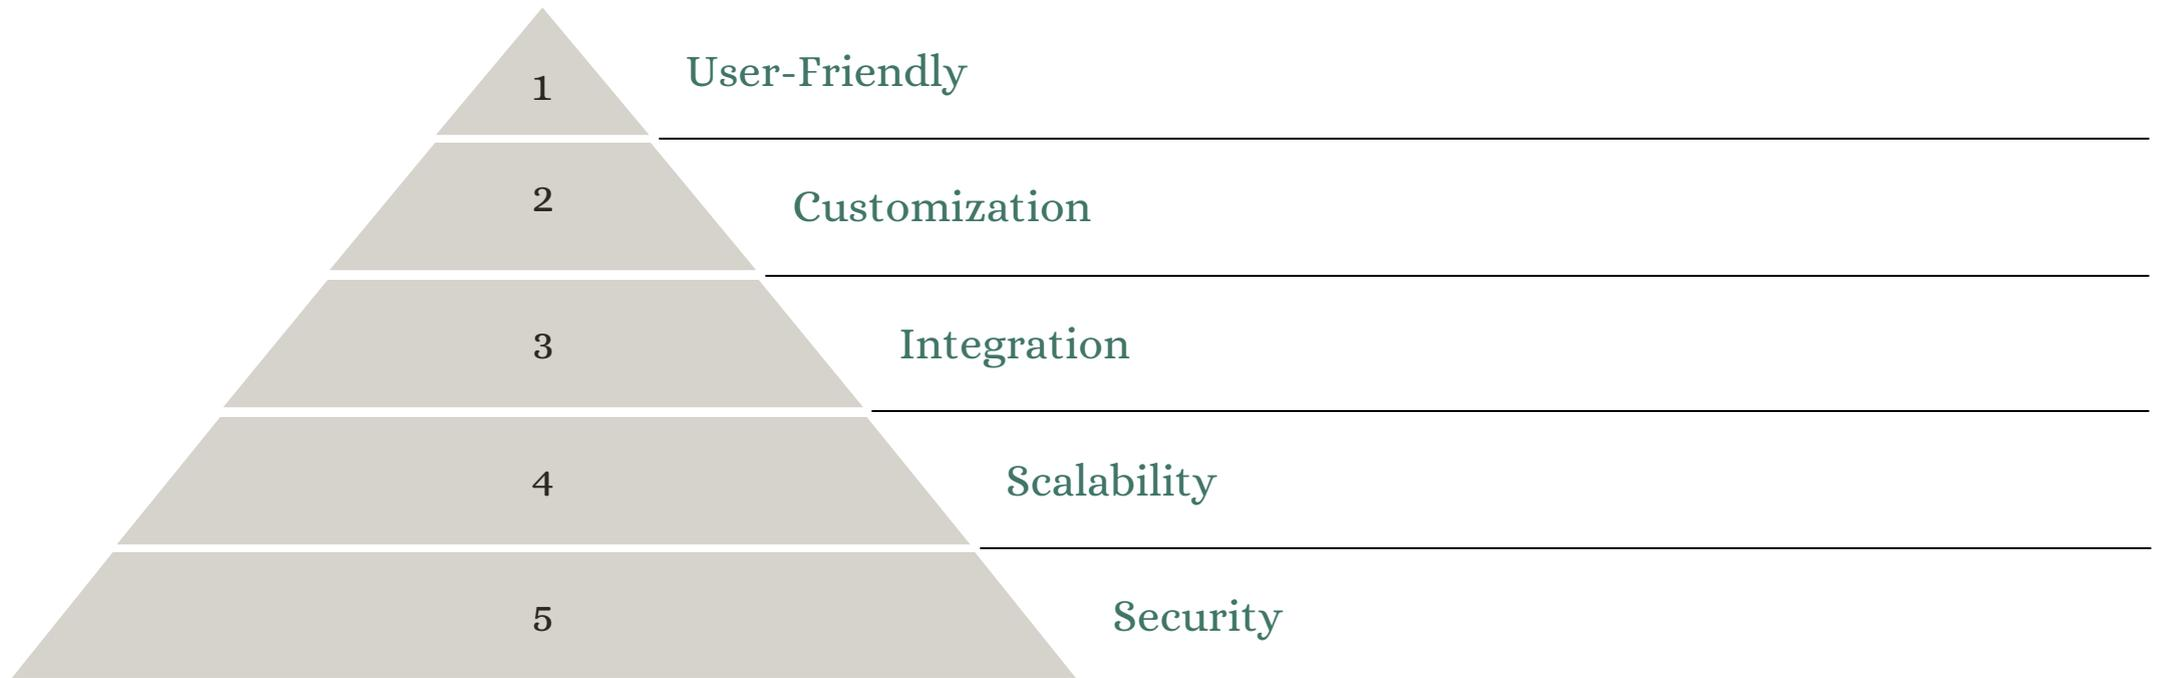 1
User-Friendly
2
Customization
3
Integration
4
Scalability
5
Security